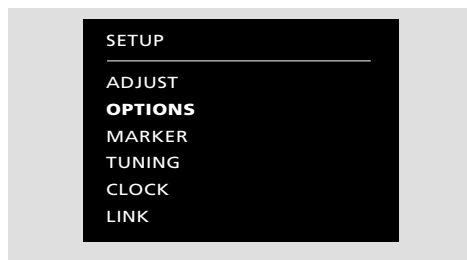 SETUP
ADJUST
OPTIONS
MARKER
TUNING
CLOCK
LINK